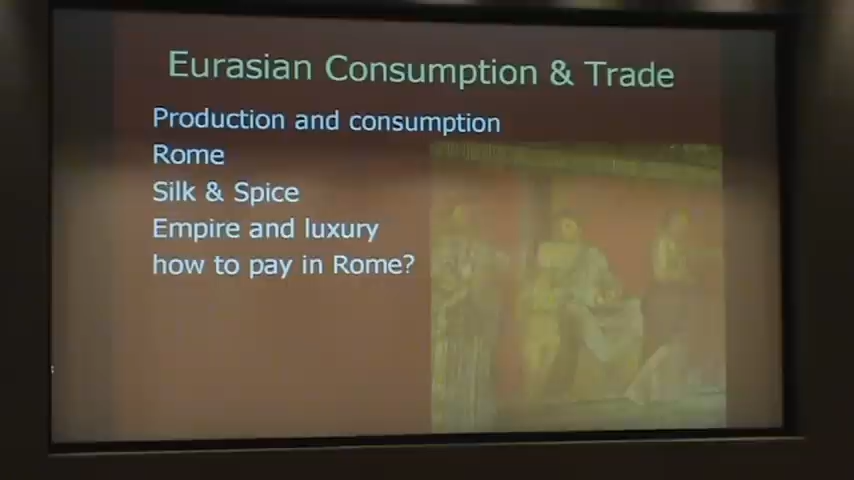 Eurasian Consumption & Trade
Production and consumption
Rome
Silk & Spice
Empire and luxury
how to pay in Rome?